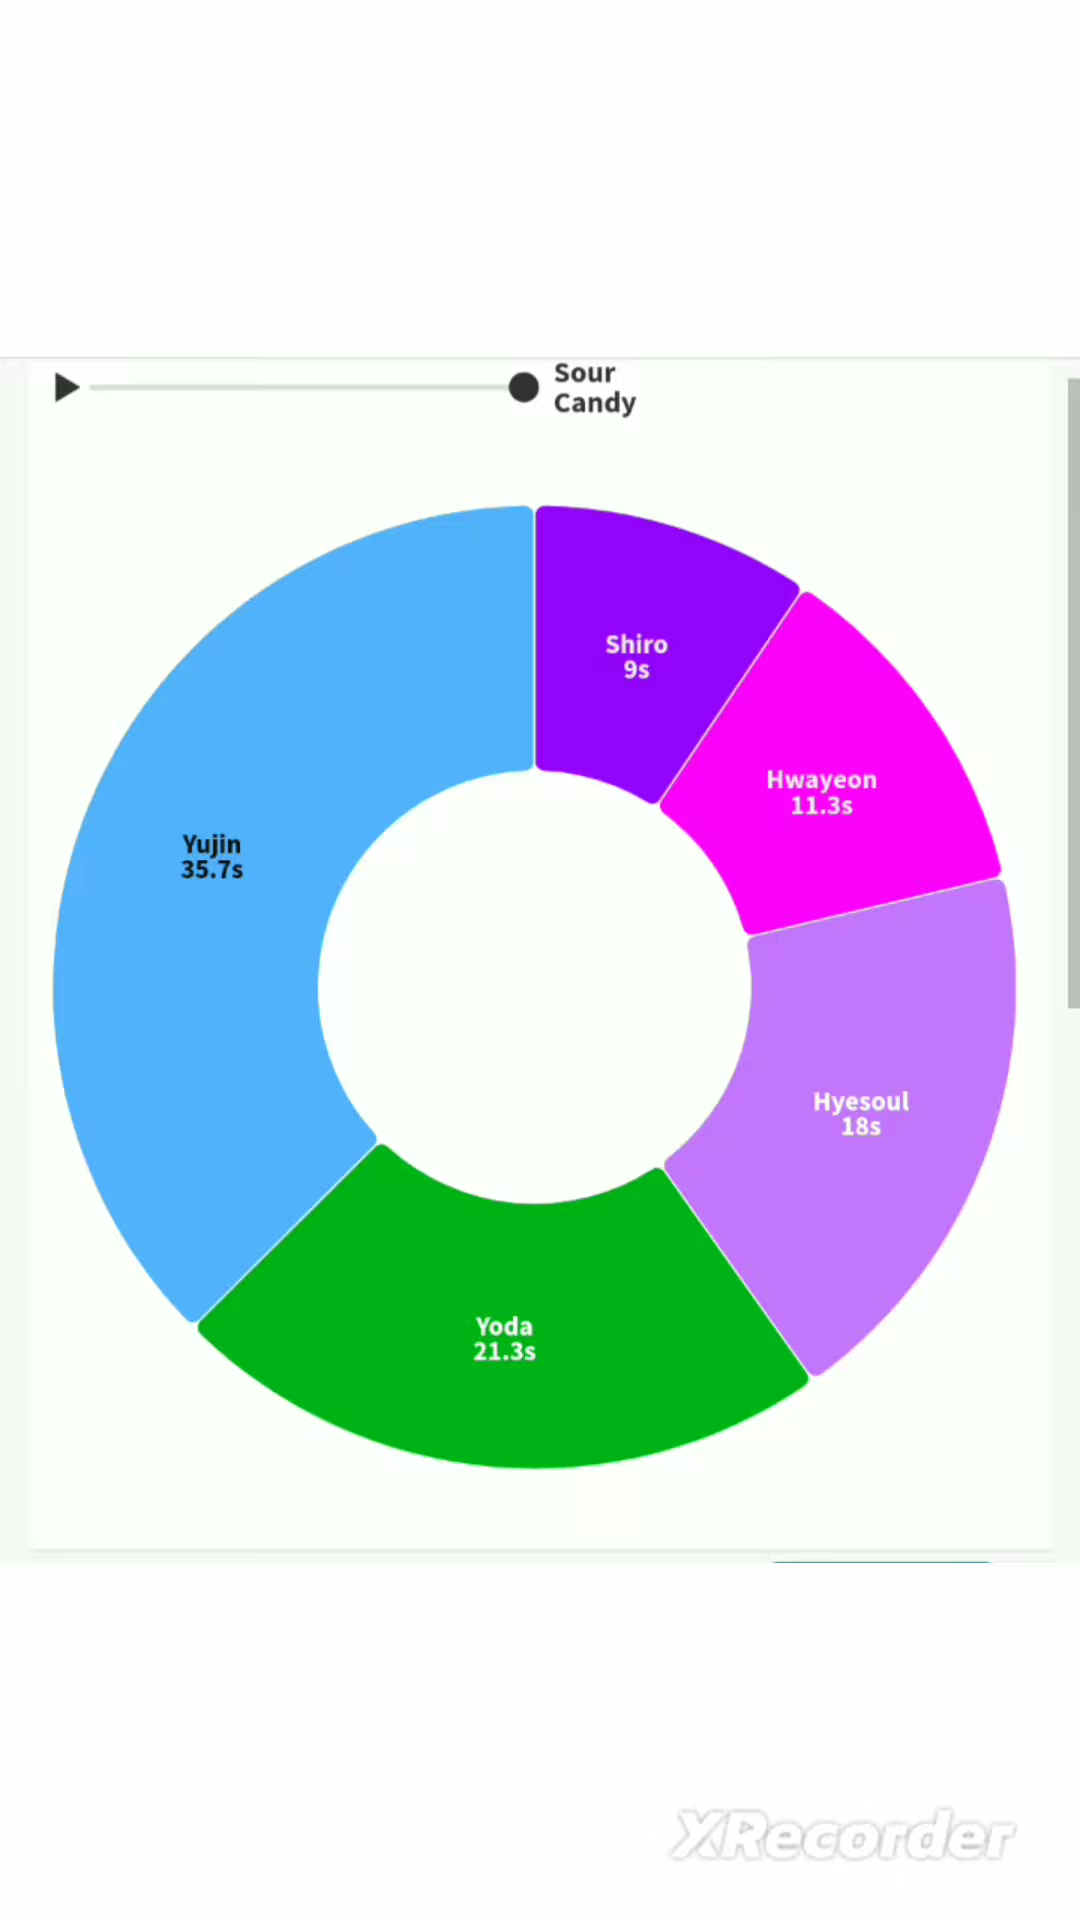 Sour
Candy
Shiro
9s
Hwayeon
11.3s
Yujin
35.7s
Hyesoul
18s
Yoda
21.3s
XRecorder